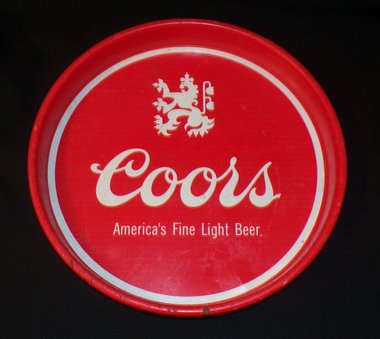 Coors
America's Fine Light Beer.